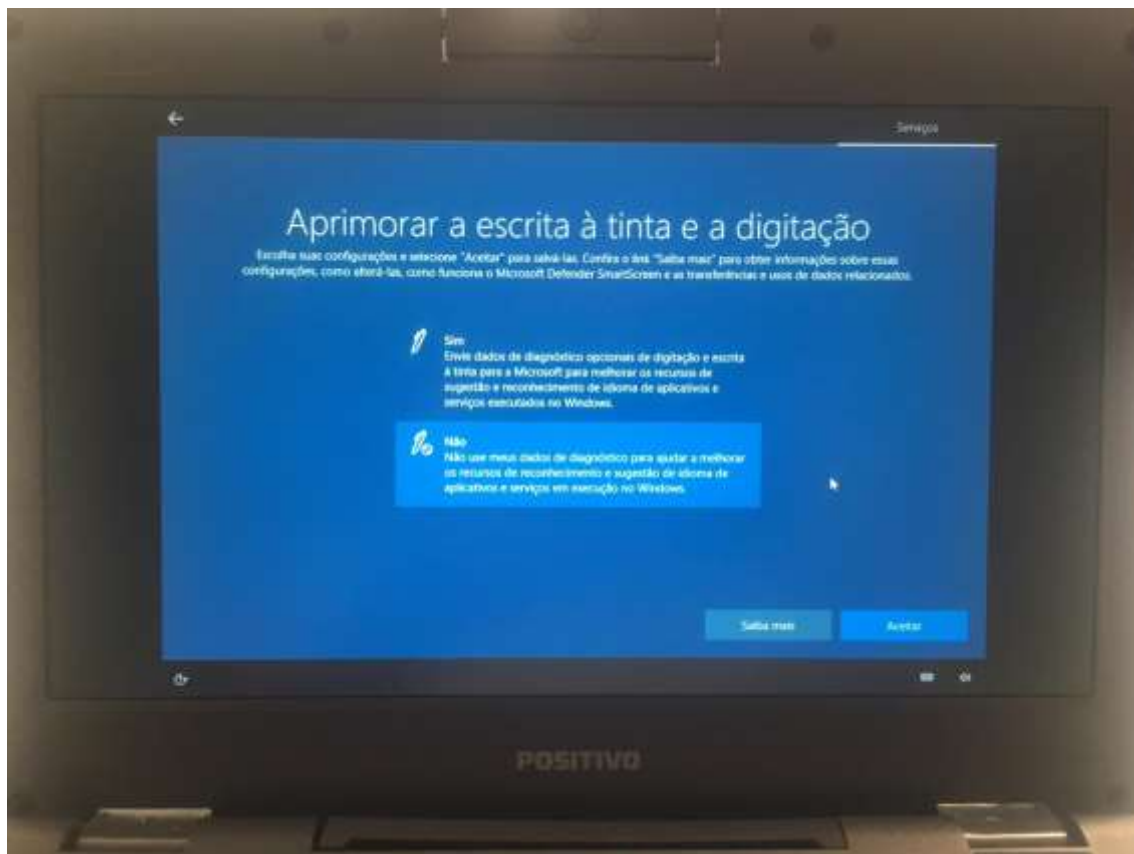 Serviços
Aprimorar a escrita à tinta e a digitação
Escolha suas configurações e selecione "Aceitar" para salvá-las. Confira o link "Saiba mais" para obter informações sobre essas
configurações, como alterá-las, como funciona o Microsoft Defender SmartScreen e as transferências e usos de dados relacionados.
Sim
Envie dados de diagnóstico opcionais de digitação e escrita
à tinta para a Microsoft para melhorar os recursos de
sugestão e reconhecimento de idioma de aplicativos e
serviços executados no Windows.
Não
Não use meus dados de diagnóstico para ajudar a melhorar
os recursos de reconhecimento e sugestão de idioma de
aplicativos e serviços em execução no Windows.
Saiba mais
Aceitar
POSITIVO